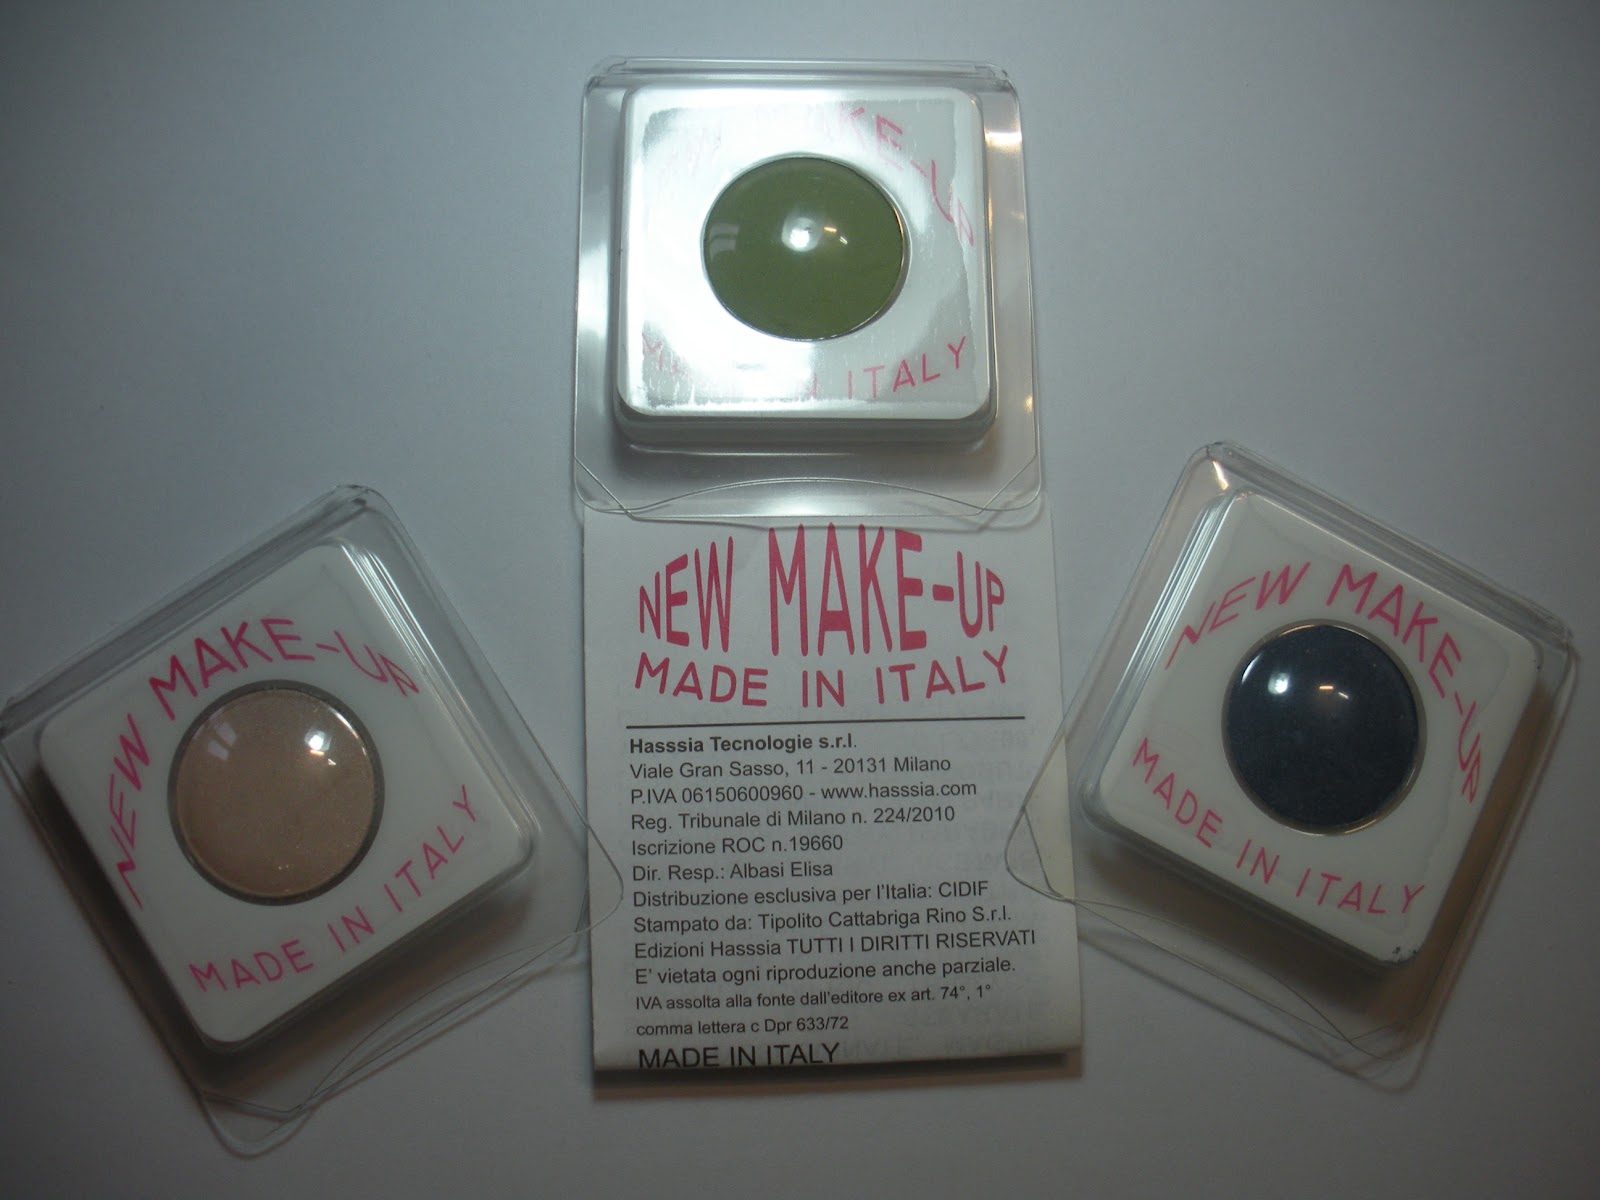 KE-UP
ITALY
NEW MAKE-UP
MADE IN ITALY
NEW MAKE-UP
MADE IN ITALY
Hasssia Tecnologie s.r.l.
Viale Gran Sasso, 11 - 20131 Milano
P.IVA 06150600960 - www.hasssia.com
Reg. Tribunale di Milano n. 224/2010
Iscrizione ROC n.19660
Dir. Resp.: Albasi Elisa
Distribuzione esclusiva per l'Italia: CIDIF
Stampato da: Tipolito Cattabriga Rino S.r.l.
Edizioni Hasssia TUTTI I DIRITTI RISERVATI
E' vietata ogni riproduzione anche parziale.
IVA assolta alla fonte dall'editore ex art. 74°, 1°
comma lettera c Dpr 633/72
MADE IN ITALY
NEW MAKE-UP
MADE IN ITALY